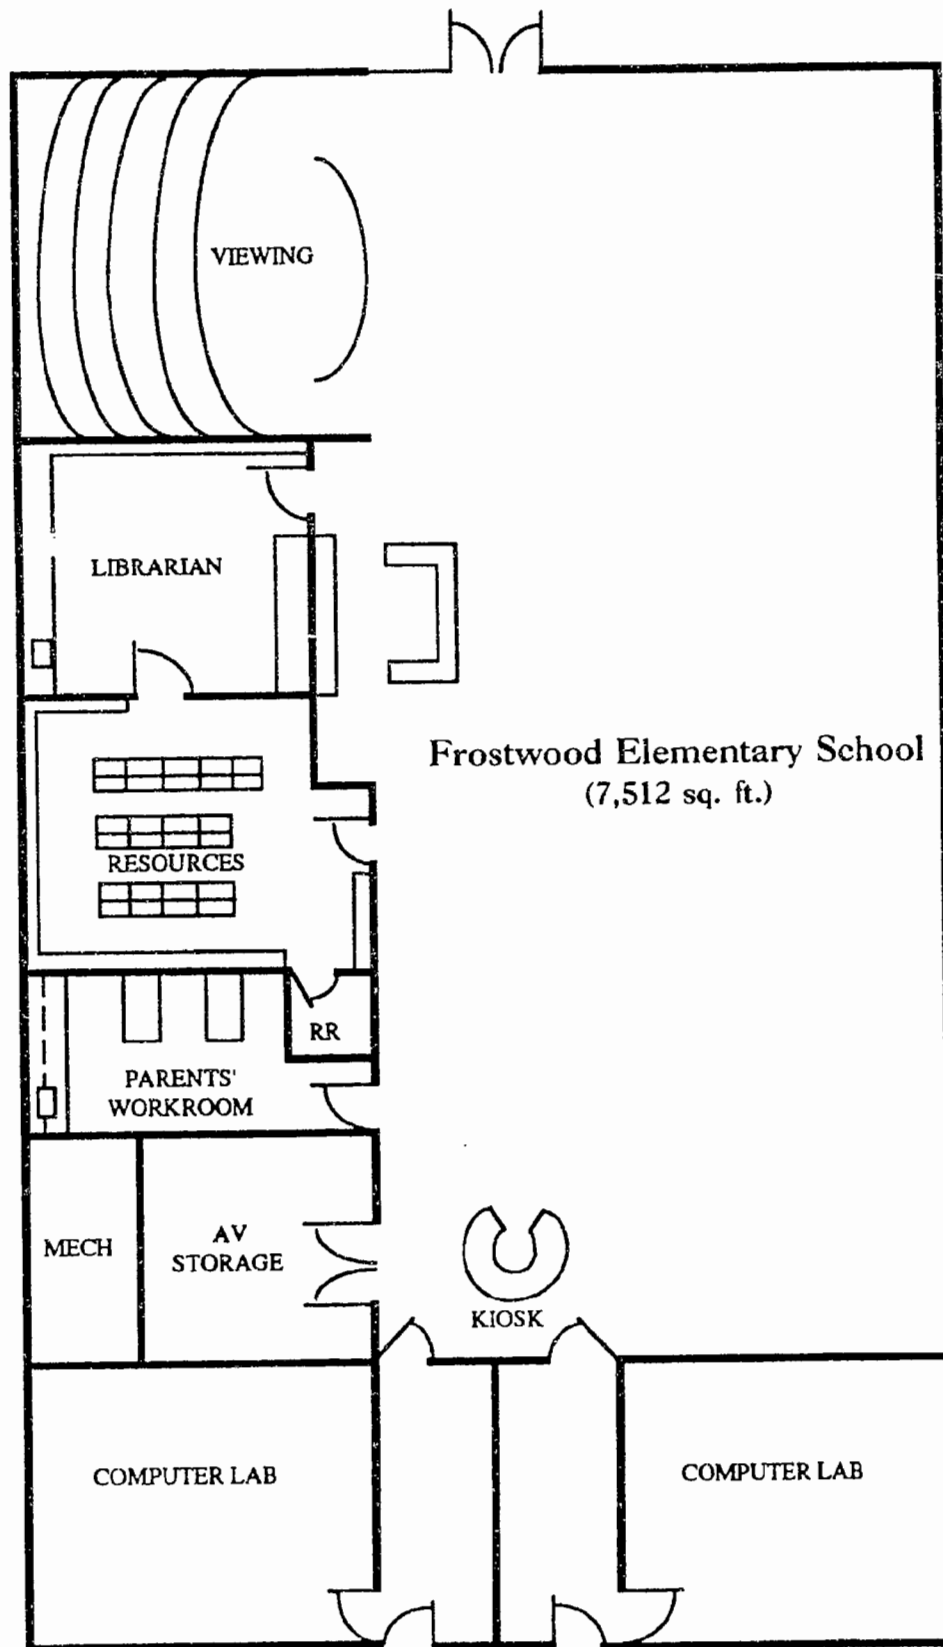 VIEWING
LIBRARIAN
Frostwood Elementary School
(7,512 sq. ft.)
RESOURCES
RR
PARENTS'
WORKROOM
MECH
AV
STORAGE
KIOSK
COMPUTER LAB
COMPUTER LAB